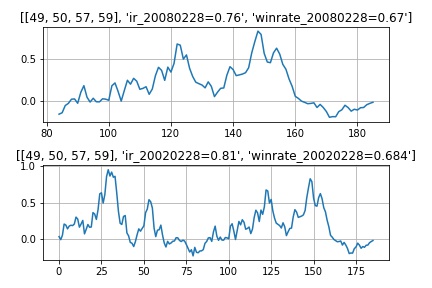 [[49, 50, 57, 59], 'ir_20080228=0.76', 'winrate_20080228=0.67']
0.5
0.0
80 100 120 140 160 180
[[49, 50, 57, 59], 'ir_20020228=0.81', 'winrate_20020228=0.684']
1.0
0.5
0.0
0 25 50 75 100 125 150 175